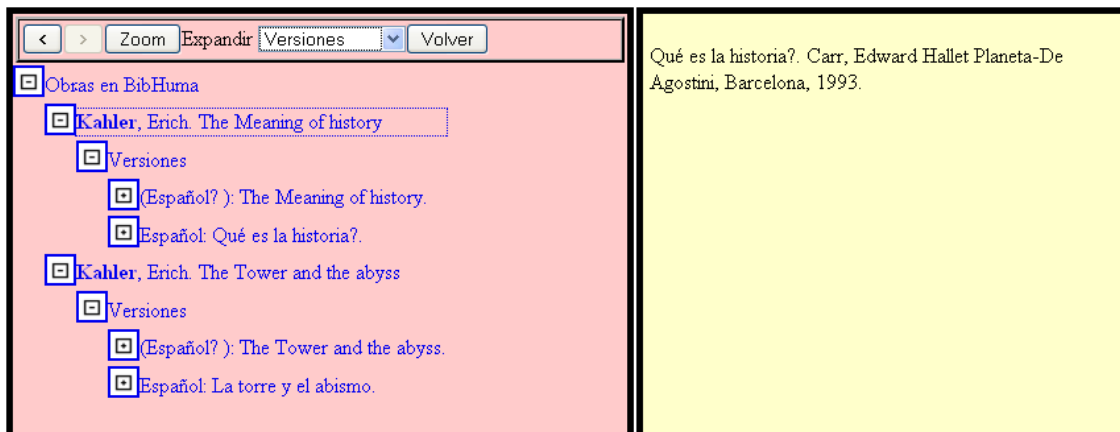 < > Zoom Expandir Versiones Volver
Obras en BibHuma
Kahler, Erich. The Meaning of history
Versiones
(Español? ): The Meaning of history.
Español: Qué es la historia?.
Kahler, Erich. The Tower and the abyss
Versiones
(Español? ): The Tower and the abyss.
Español: La torre y el abismo.
Qué es la historia?. Carr, Edward Hallet Planeta-De
Agostini, Barcelona, 1993.